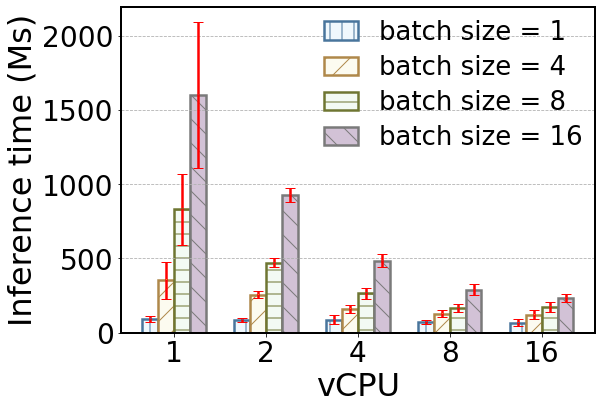 Inference time (Ms)
2000
1500
1000
500
0
batch size = 1
batch size = 4
batch size = 8
batch size = 16
1 2 4 8 16
vCPU